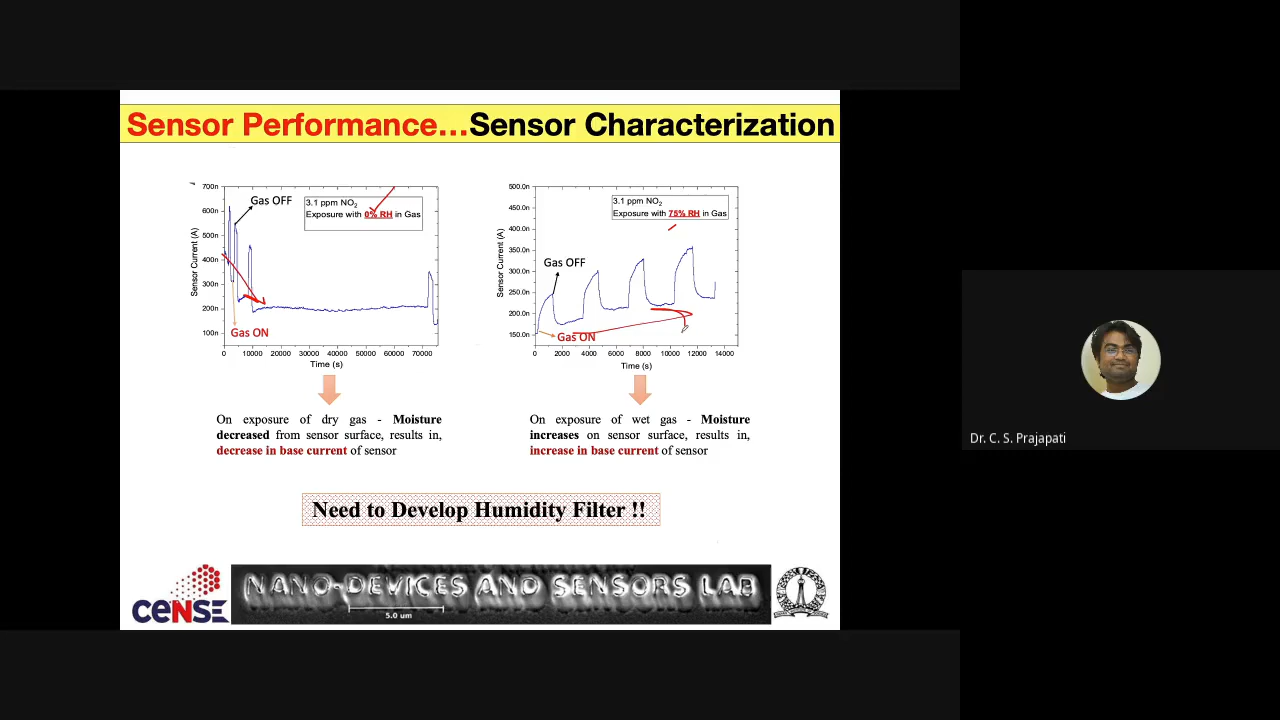 Sensor Performance...Sensor Characterization
700n
600n
500n
400n
300n
200n
100n
Sensor Current (A)
Gas OFF
3.1 ppm NO2
Exposure with 0% RH in Gas
Gas ON
0 10000 20000 30000 40000 50000 60000 70000
Time (s)
500.0n
450.0n
400.0n
350.0n
300.0n
250.0n
200.0n
150.0n
Sensor Current (A)
3.1 ppm NO2
Exposure with 75% RH in Gas
Gas OFF
Gas ON
0 2000 4000 6000 8000 10000 12000 14000
Time (s)
On exposure of dry gas - Moisture
decreased from sensor surface, results in,
decrease in base current of sensor
On exposure of wet gas - Moisture
increases on sensor surface, results in,
increase in base current of sensor
Need to Develop Humidity Filter !!
CeNSE
NANO-DEVICES AND SENSORS LAB
5.0 um
Dr. C. S. Prajapati